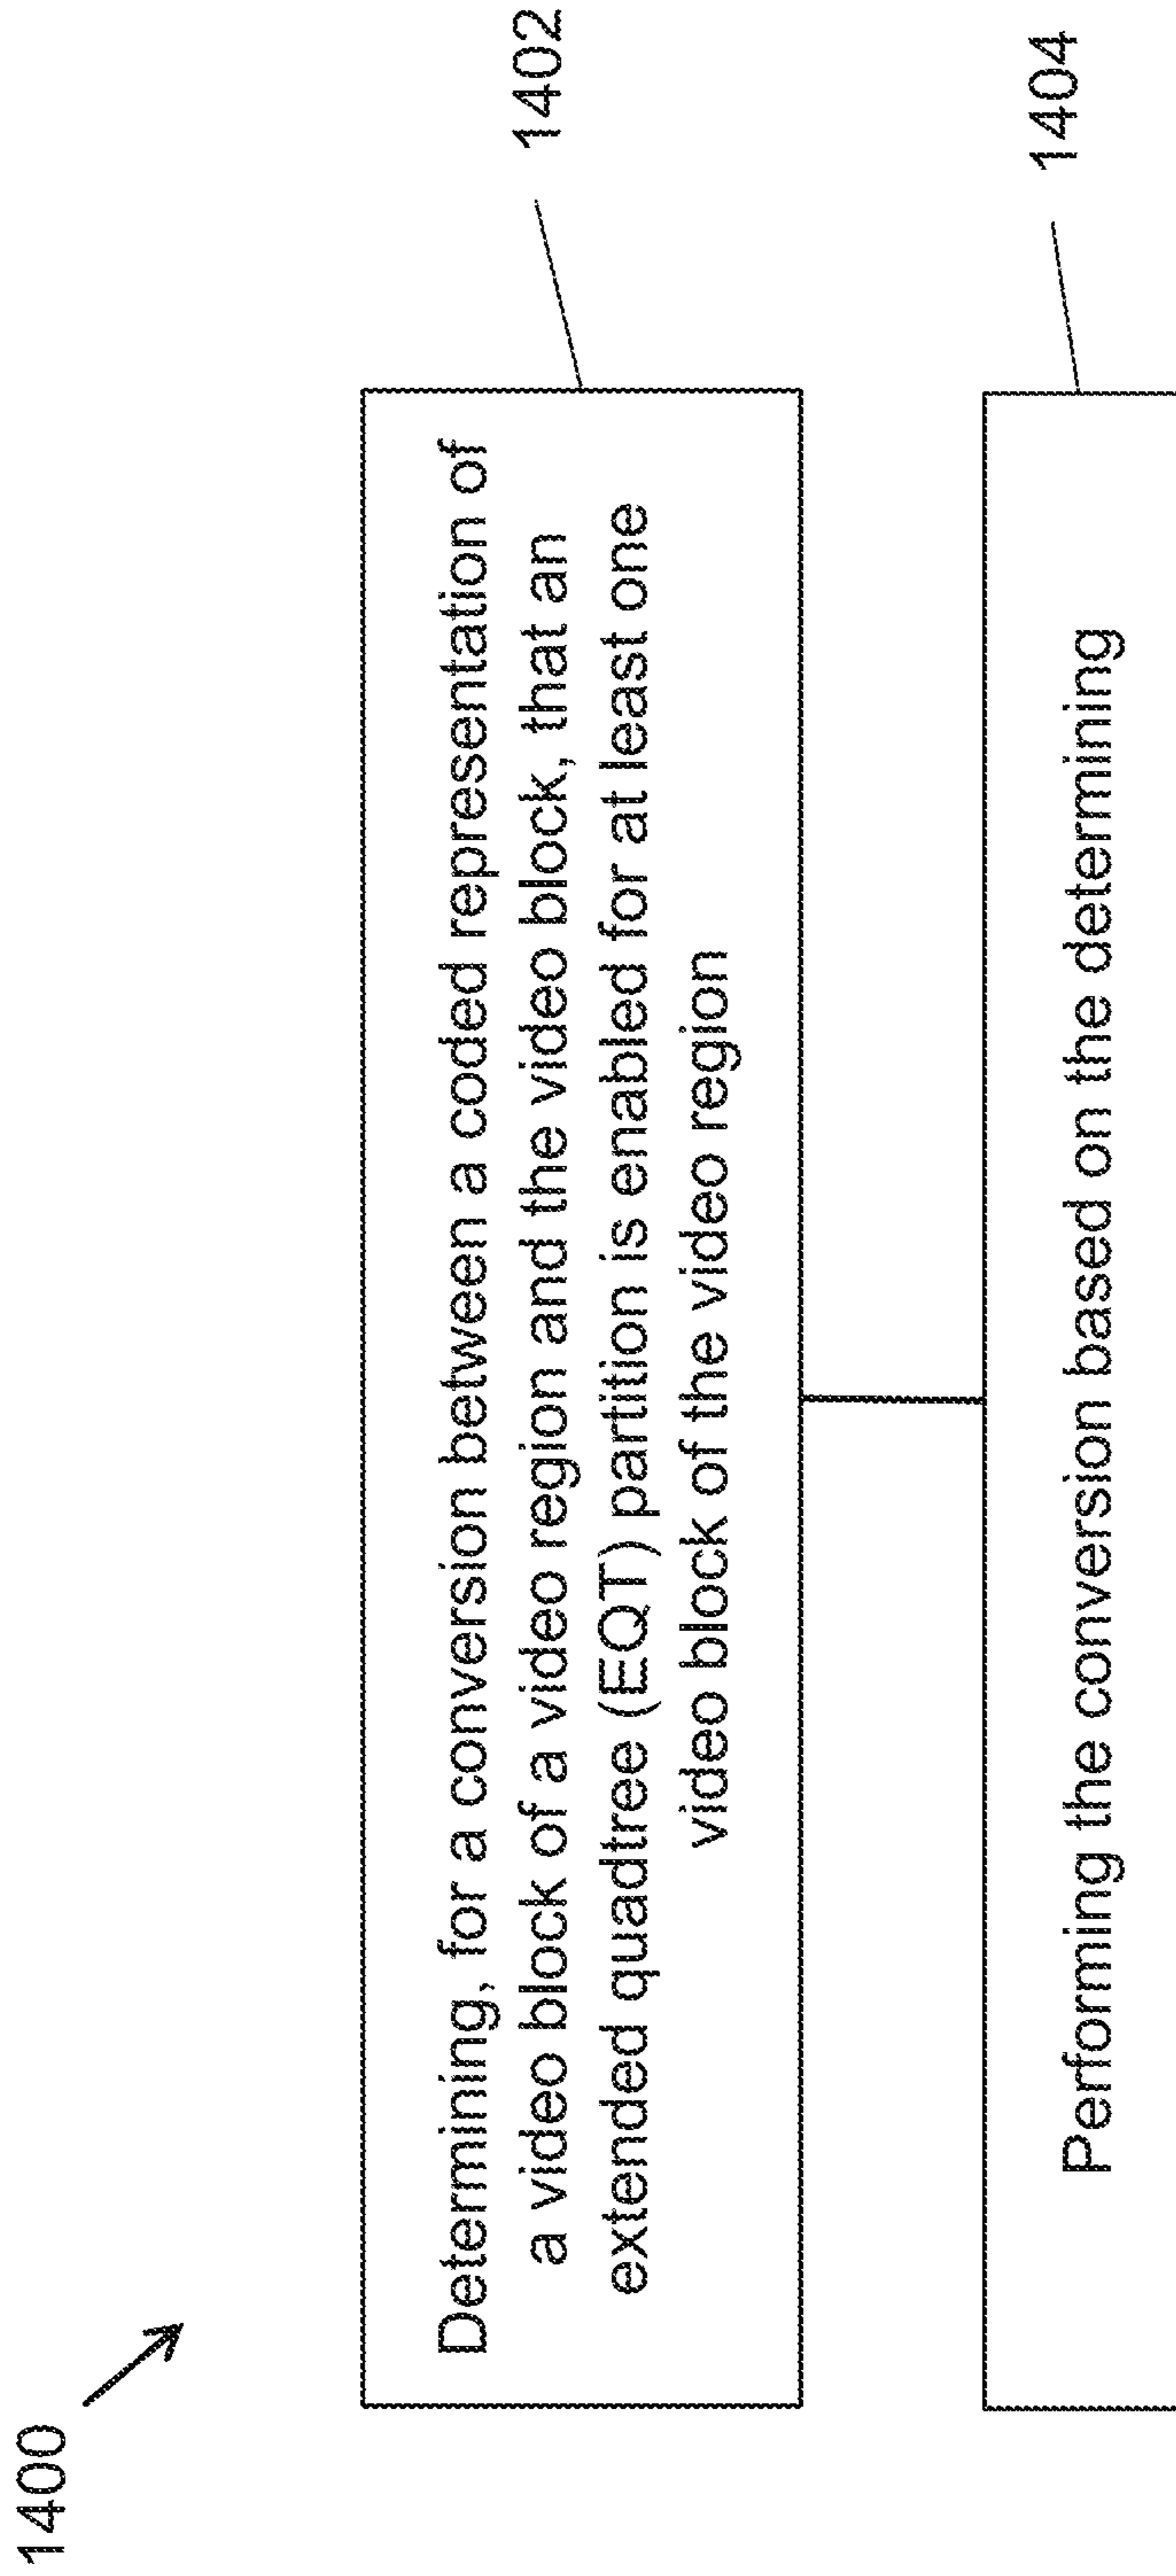 1400
Determining, for a conversion between a coded representation of
a video block of a video region and the video block, that an
extended quadtree (EQT) partition is enabled for at least one
video block of the video region
1402
Performing the conversion based on the determining
1404